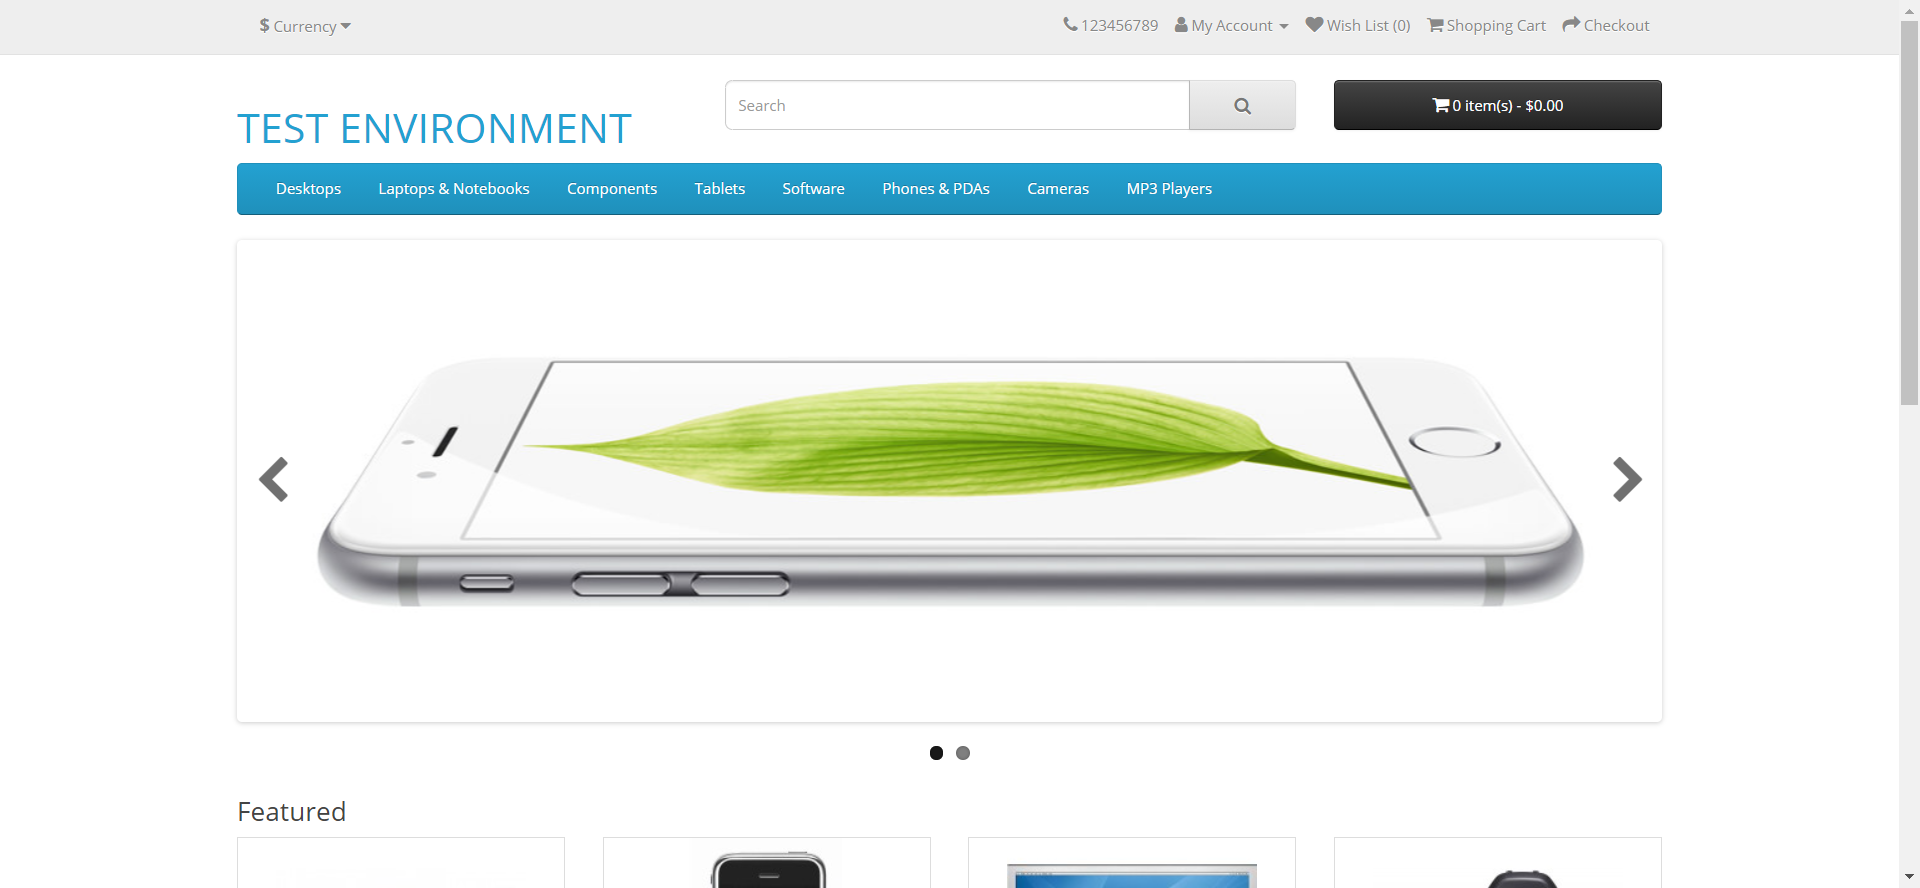 $ Currency
123456789 My Account Wish List (0) Shopping Cart Checkout
TEST ENVIRONMENT
Search
0 item(s) - $0.00
Desktops Laptops & Notebooks Components Tablets Software Phones & PDAs Cameras MP3 Players
Featured